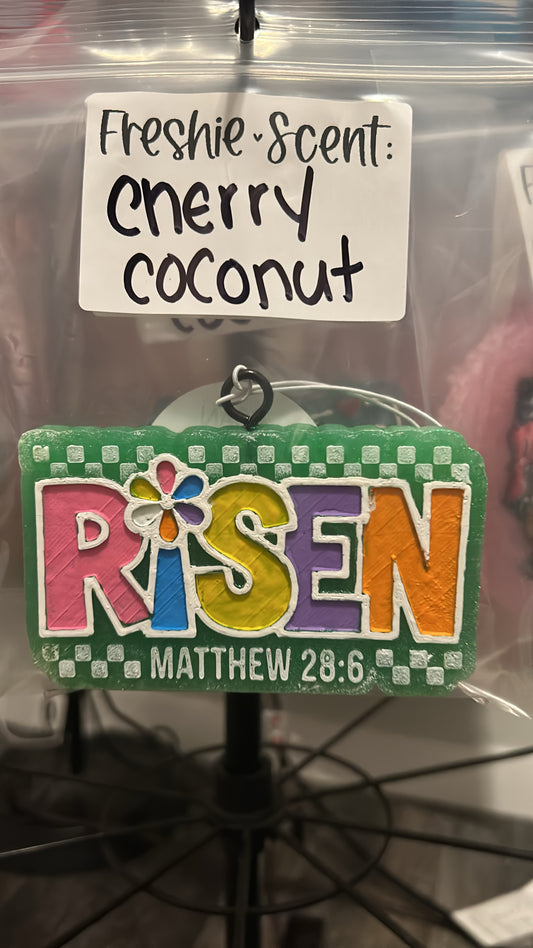 Freshie Scent:
cherry
coconut
RiSEN
MATTHEW 28:6